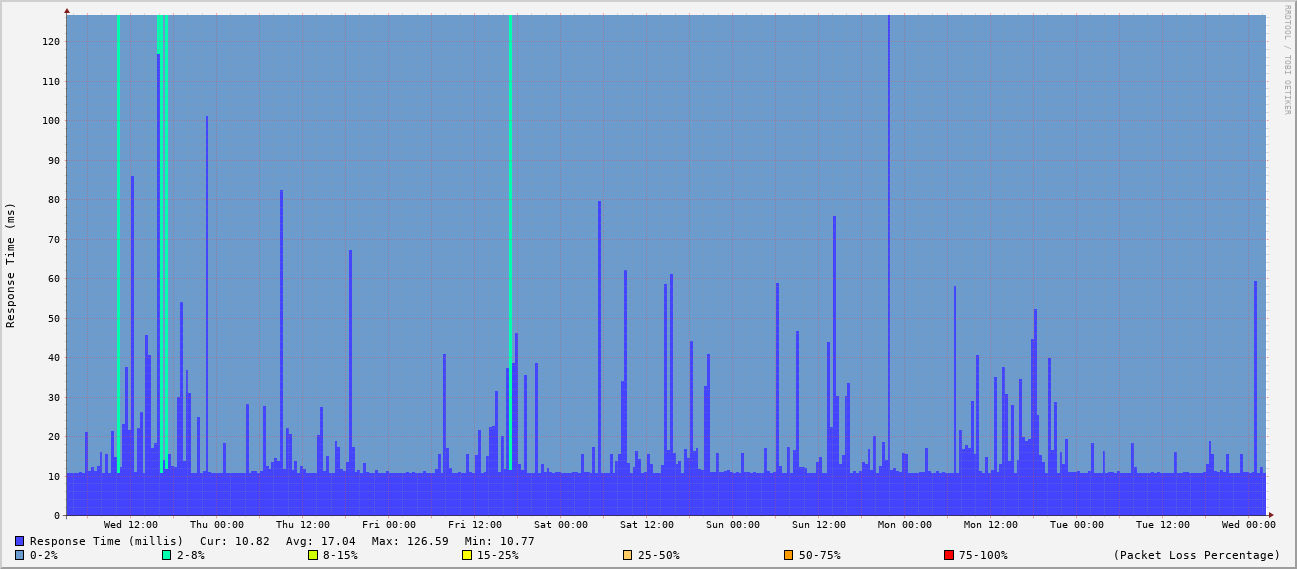 RRDTOOL / TOBI OETIKER
Response Time (ms)
120
110
100
90
80
70
60
50
40
30
20
10
0
Wed 12:00 Thu 00:00 Thu 12:00 Fri 00:00 Fri 12:00 Sat 00:00 Sat 12:00 Sun 00:00 Sun 12:00 Mon 00:00 Mon 12:00 Tue 00:00 Tue 12:00 Wed 00:00
Response Time (millis) Cur: 10.82 Avg: 17.04 Max: 126.59 Min: 10.77
0-2% 2-8% 8-15% 15-25% 25-50% 50-75% 75-100% (Packet Loss Percentage)